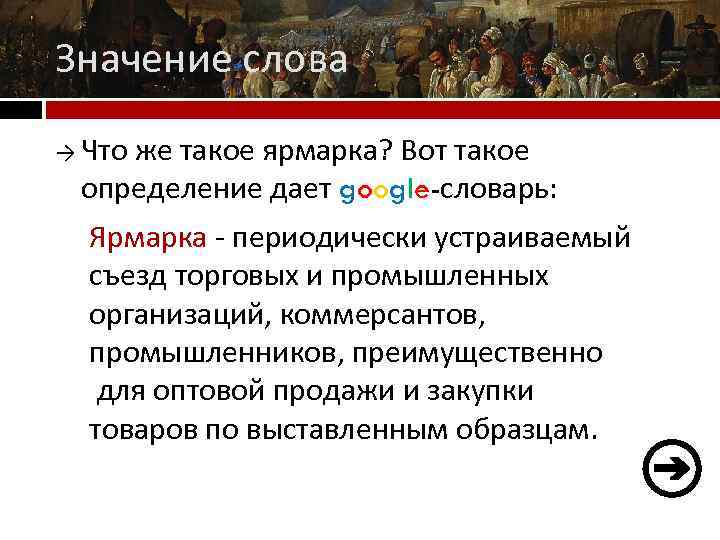 Значение слова
→ Что же такое ярмарка? Вот такое
определение дает google-словарь:
Ярмарка - периодически устраиваемый
съезд торговых и промышленных
организаций, коммерсантов,
промышленников, преимущественно
для оптовой продажи и закупки
товаров по выставленным образцам.